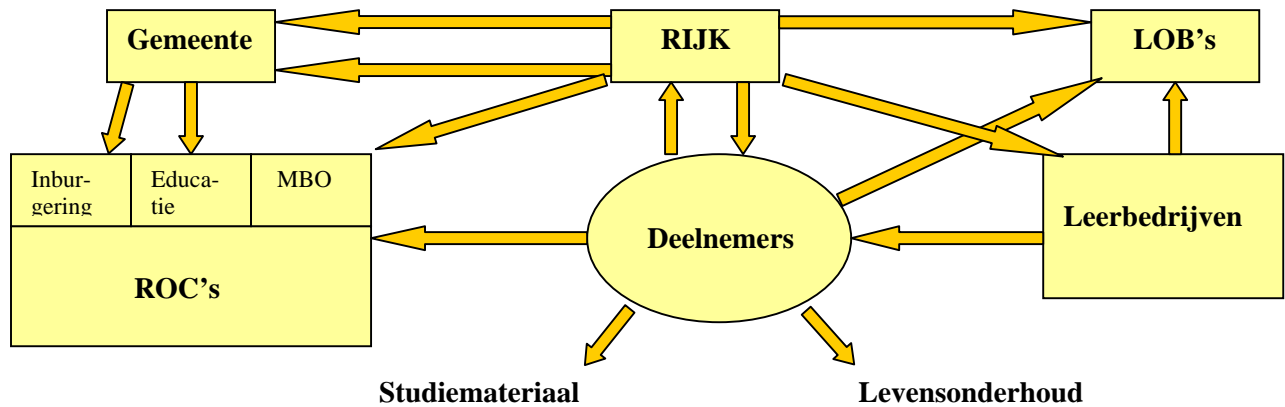 Gemeente
RIJK
LOB's
Inbur-
gering
Educa-
tie
MBO
ROC's
Deelnemers
Leerbedrijven
Studiemateriaal
Levensonderhoud